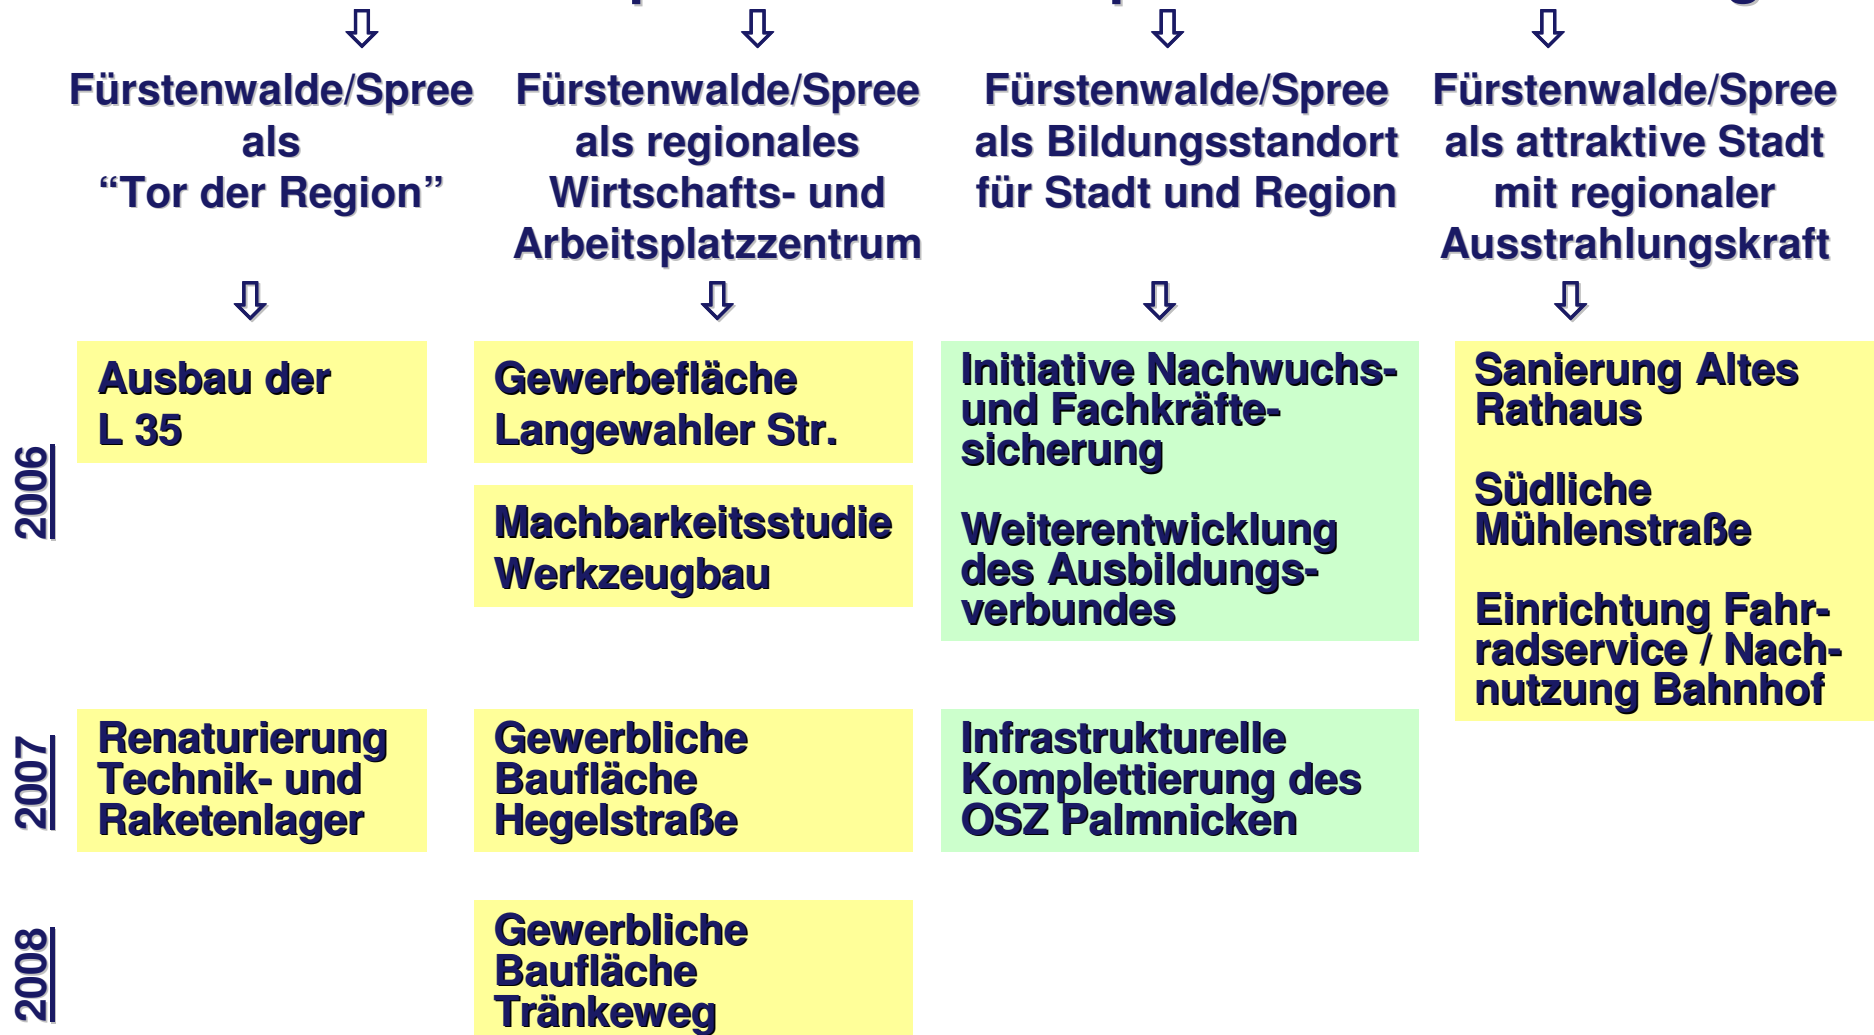 Fürstenwalde/Spree
als
“Tor der Region”
Fürstenwalde/Spree
als regionales
Wirtschafts- und
Arbeitsplatzzentrum
Fürstenwalde/Spree
als Bildungsstandort
für Stadt und Region
Fürstenwalde/Spree
als attraktive Stadt
mit regionaler
Ausstrahlungskraft
2006
Ausbau der
L 35
Gewerbefläche
Langewahler Str.
Machbarkeitsstudie
Werkzeugbau
Initiative Nachwuchs-
und Fachkräfte-
sicherung
Weiterentwicklung
des Ausbildungs-
verbundes
Sanierung Altes
Rathaus
Südliche
Mühlenstraße
Einrichtung Fahr-
radservice / Nach-
nutzung Bahnhof
2007
Renaturierung
Technik- und
Raketenlager
Gewerbliche
Baufläche
Hegelstraße
Infrastrukturelle
Komplettierung des
OSZ Palmnicken
2008
Gewerbliche
Baufläche
Tränkeweg